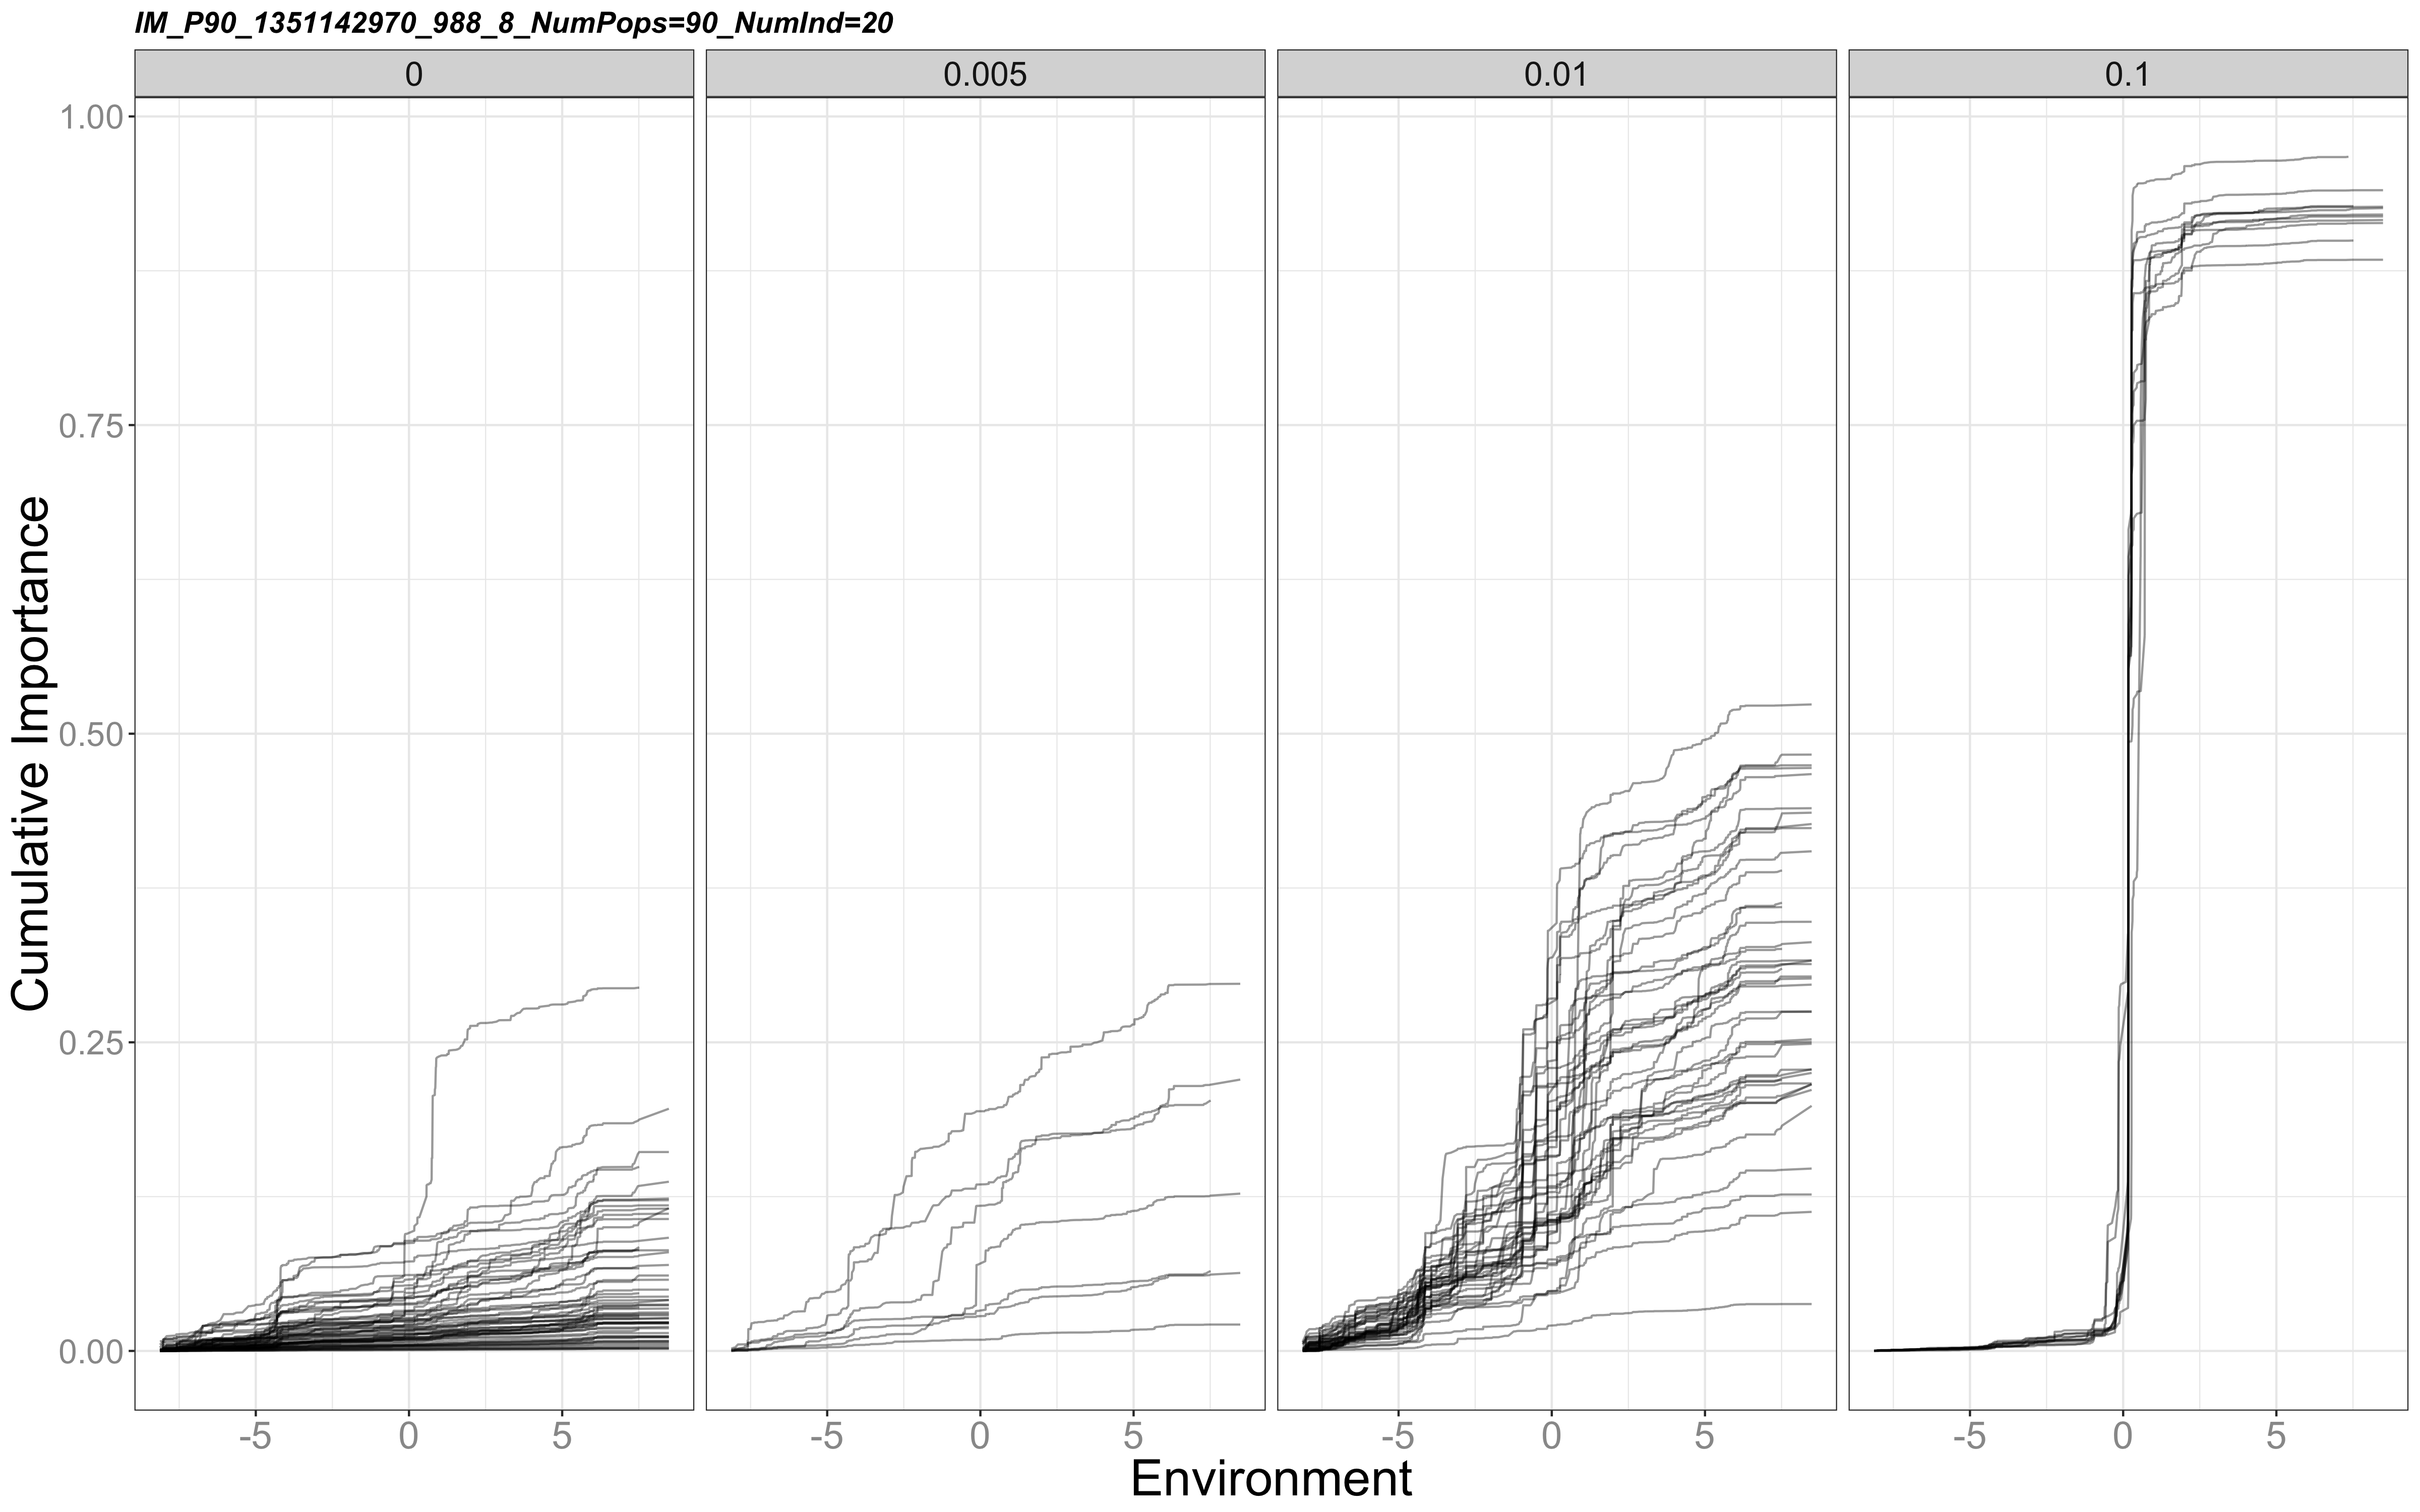 IM_P90_1351142970_988_8_NumPops=90_NumInd=20
0 0.005 0.01 0.1
1.00
0.75
0.50
0.25
0.00
Cumulative Importance
-5 0 5 -5 0 5 -5 0 5 -5 0 5
Environment